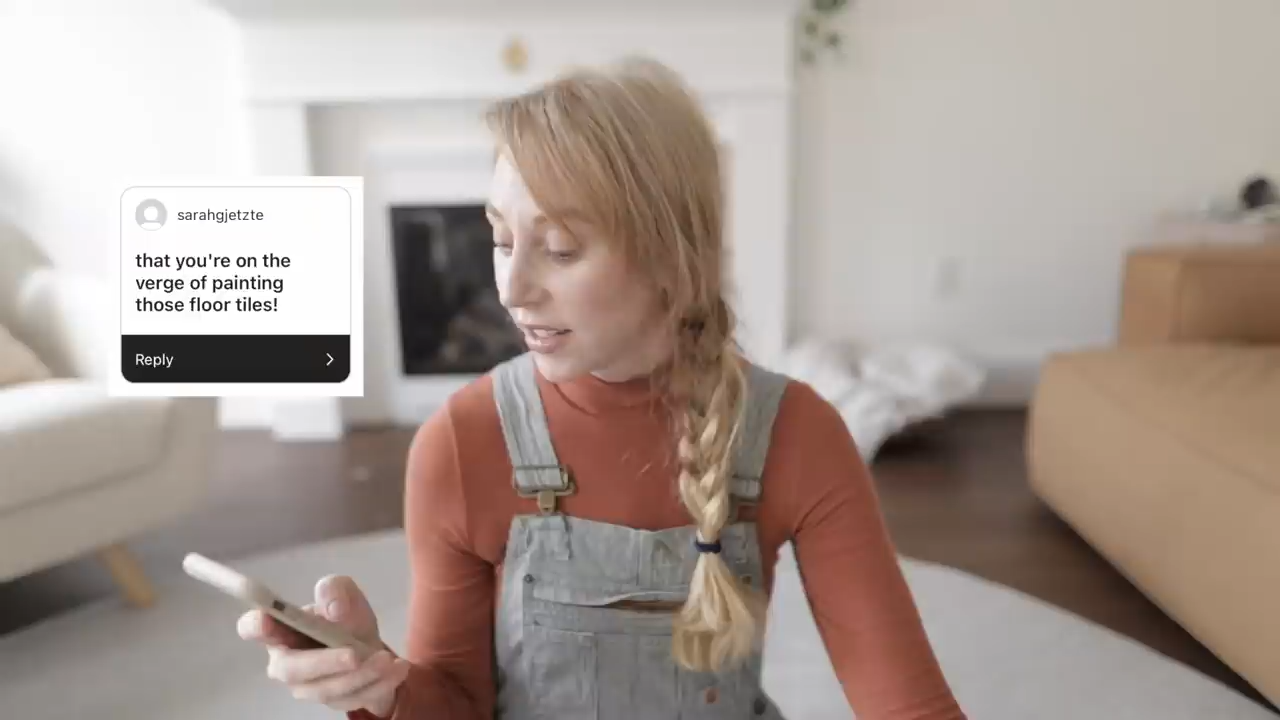 sarahgjetzte
that you're on the
verge of painting
those floor tiles!
Reply